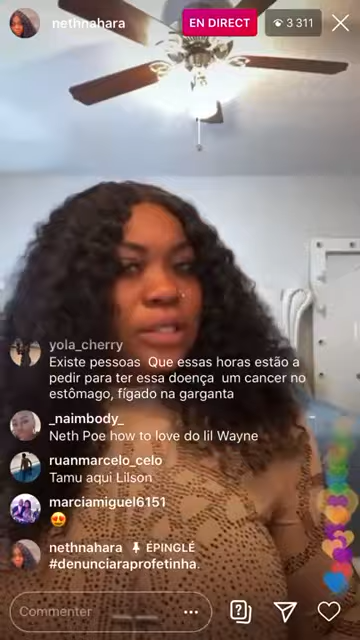 nethnahara
EN DIRECT
3 311
yola_cherry
Existe pessoas Que essas horas estão a
pedir para ter essa doença um cancer no
estômago, fígado na garganta
_naimbody_
Neth Poe how to love do lil Wayne
ruanmarcelo_celo
Tamu aqui Lilson
marciamiguel6151
😍
nethnahara 📌 ÉPINGLÉ
#denunciaraprofetinha.
Commenter